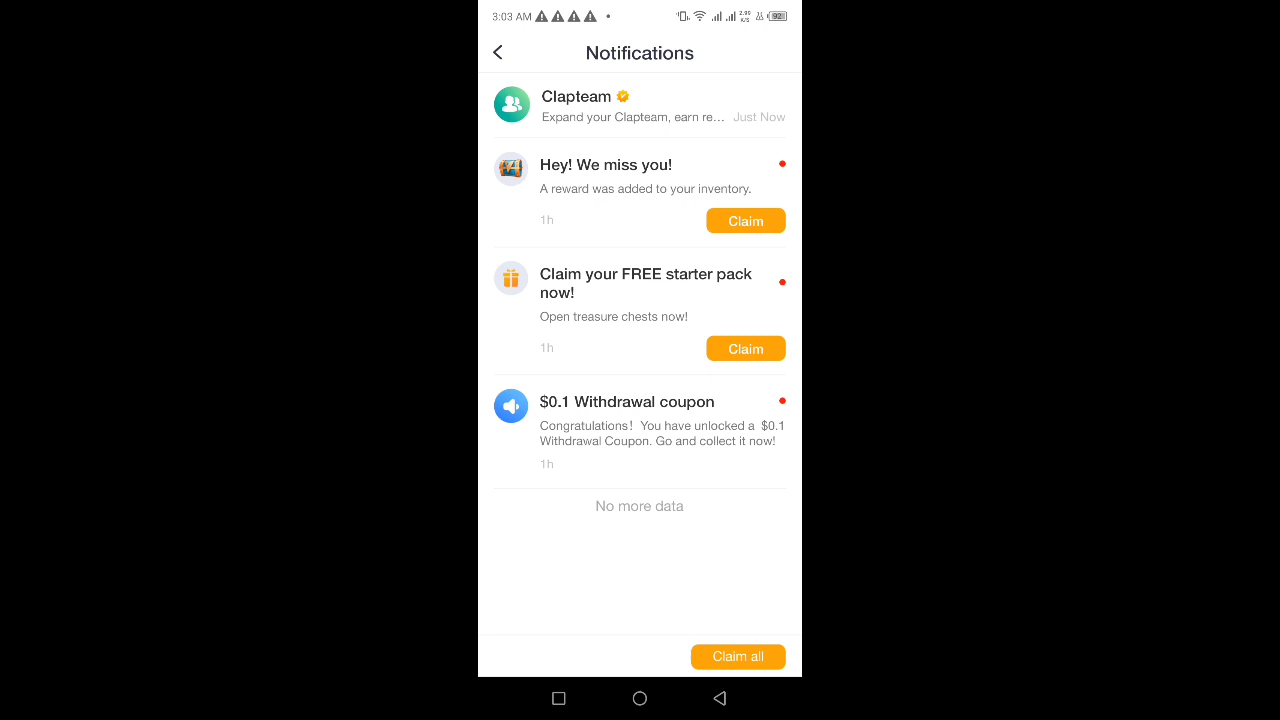 3:03 AM
2.99
K/S
92
Notifications
Clapteam
Expand your Clapteam, earn re... Just Now
Hey! We miss you!
A reward was added to your inventory.
1h
Claim
Claim your FREE starter pack
now!
Open treasure chests now!
1h
Claim
$0.1 Withdrawal coupon
Congratulations! You have unlocked a $0.1
Withdrawal Coupon. Go and collect it now!
1h
No more data
Claim all